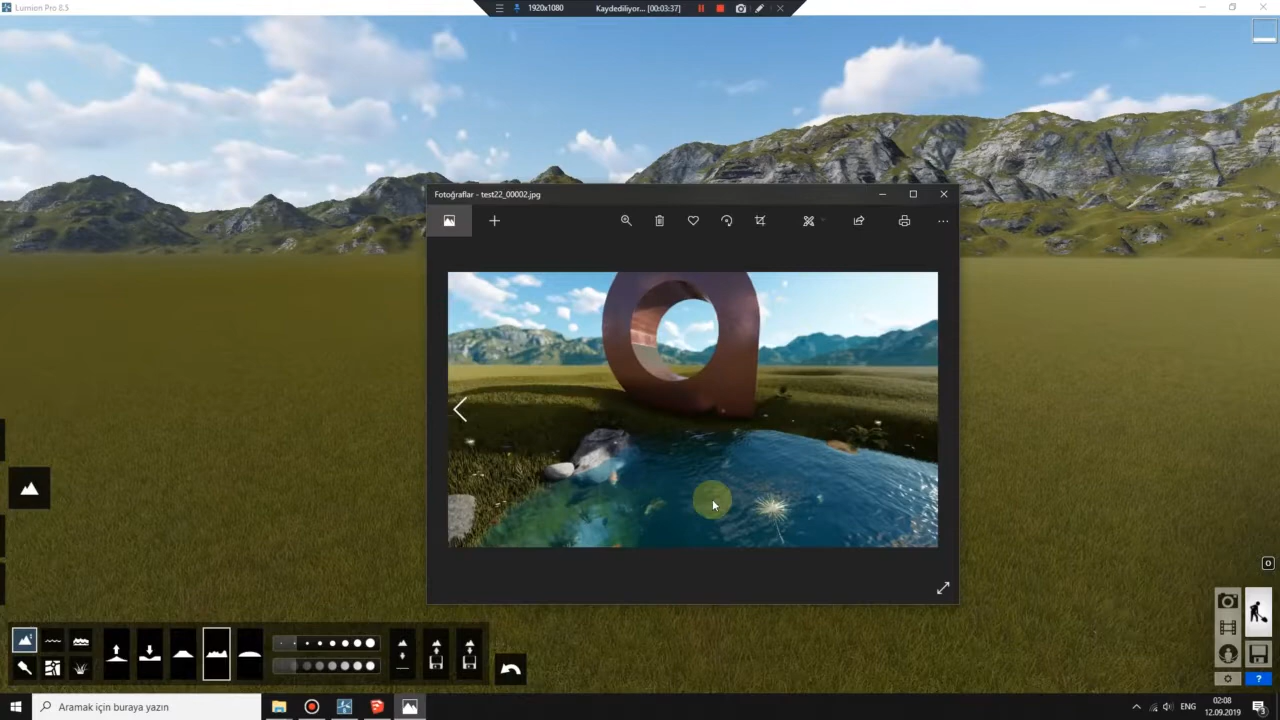 Lumion Pro 8.5
1920x1080
Kaydediliyor... [00:03:37]
Fotoğraflar - test22_00002.jpg
?
Aramak için buraya yazın
ENG
02:08
12.09.2019
3